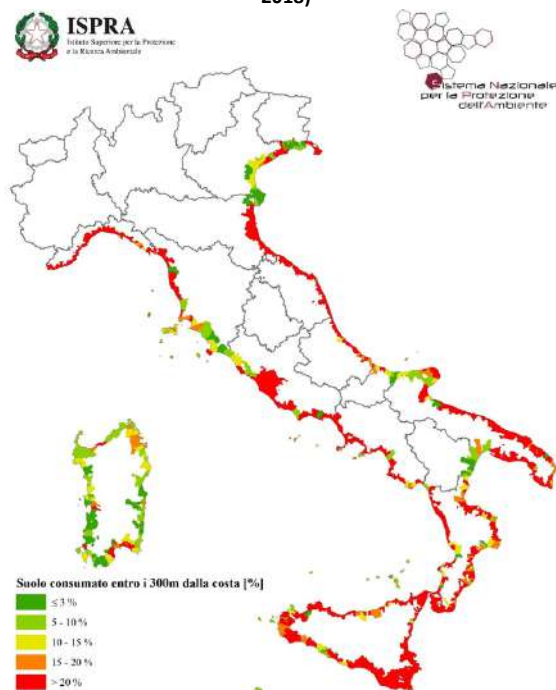 2018)
ISPRA
Istituto Superiore per la Protezione
e la Ricerca Ambientale
Sistema Nazionale
per la Protezione
dell'Ambiente
Suolo consumato entro i 300m dalla costa [%]
≤ 3 %
5 - 10 %
10 - 15 %
15 - 20 %
> 20 %